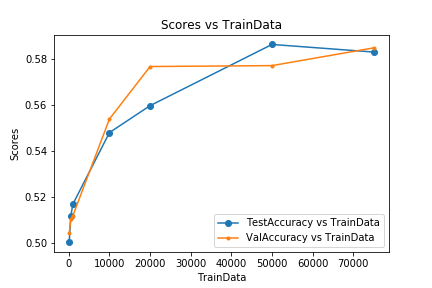 Scores vs TrainData
0.58
0.56
0.54
0.52
0.50
Scores
0 10000 20000 30000 40000 50000 60000 70000
TrainData
TestAccuracy vs TrainData
ValAccuracy vs TrainData